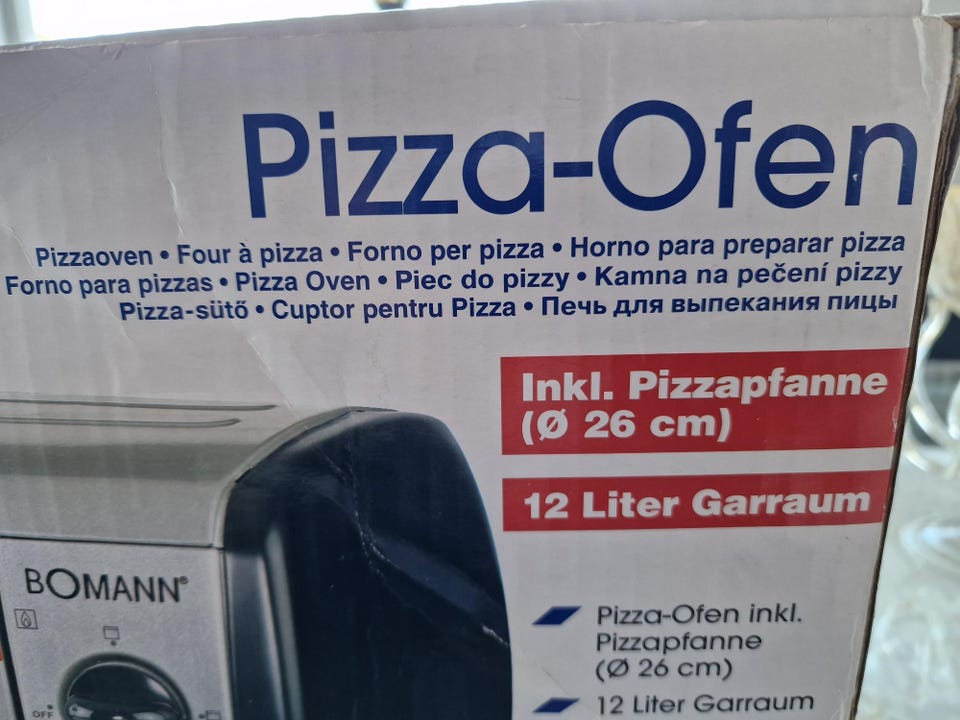 Pizza-Ofen
Pizzaoven • Four à pizza • Forno per pizza • Horno para preparar pizza
Forno para pizzas • Pizza Oven • Piec do pizzy • Kamna na pečení pizzy
Pizza-sütő • Cuptor pentru Pizza • Печь для выпекания пиццы
Inkl. Pizzapfanne
(Ø 26 cm)
12 Liter Garraum
BOMANN®
Pizza-Ofen inkl.
Pizzapfanne
(Ø 26 cm)
12 Liter Garraum
OFF